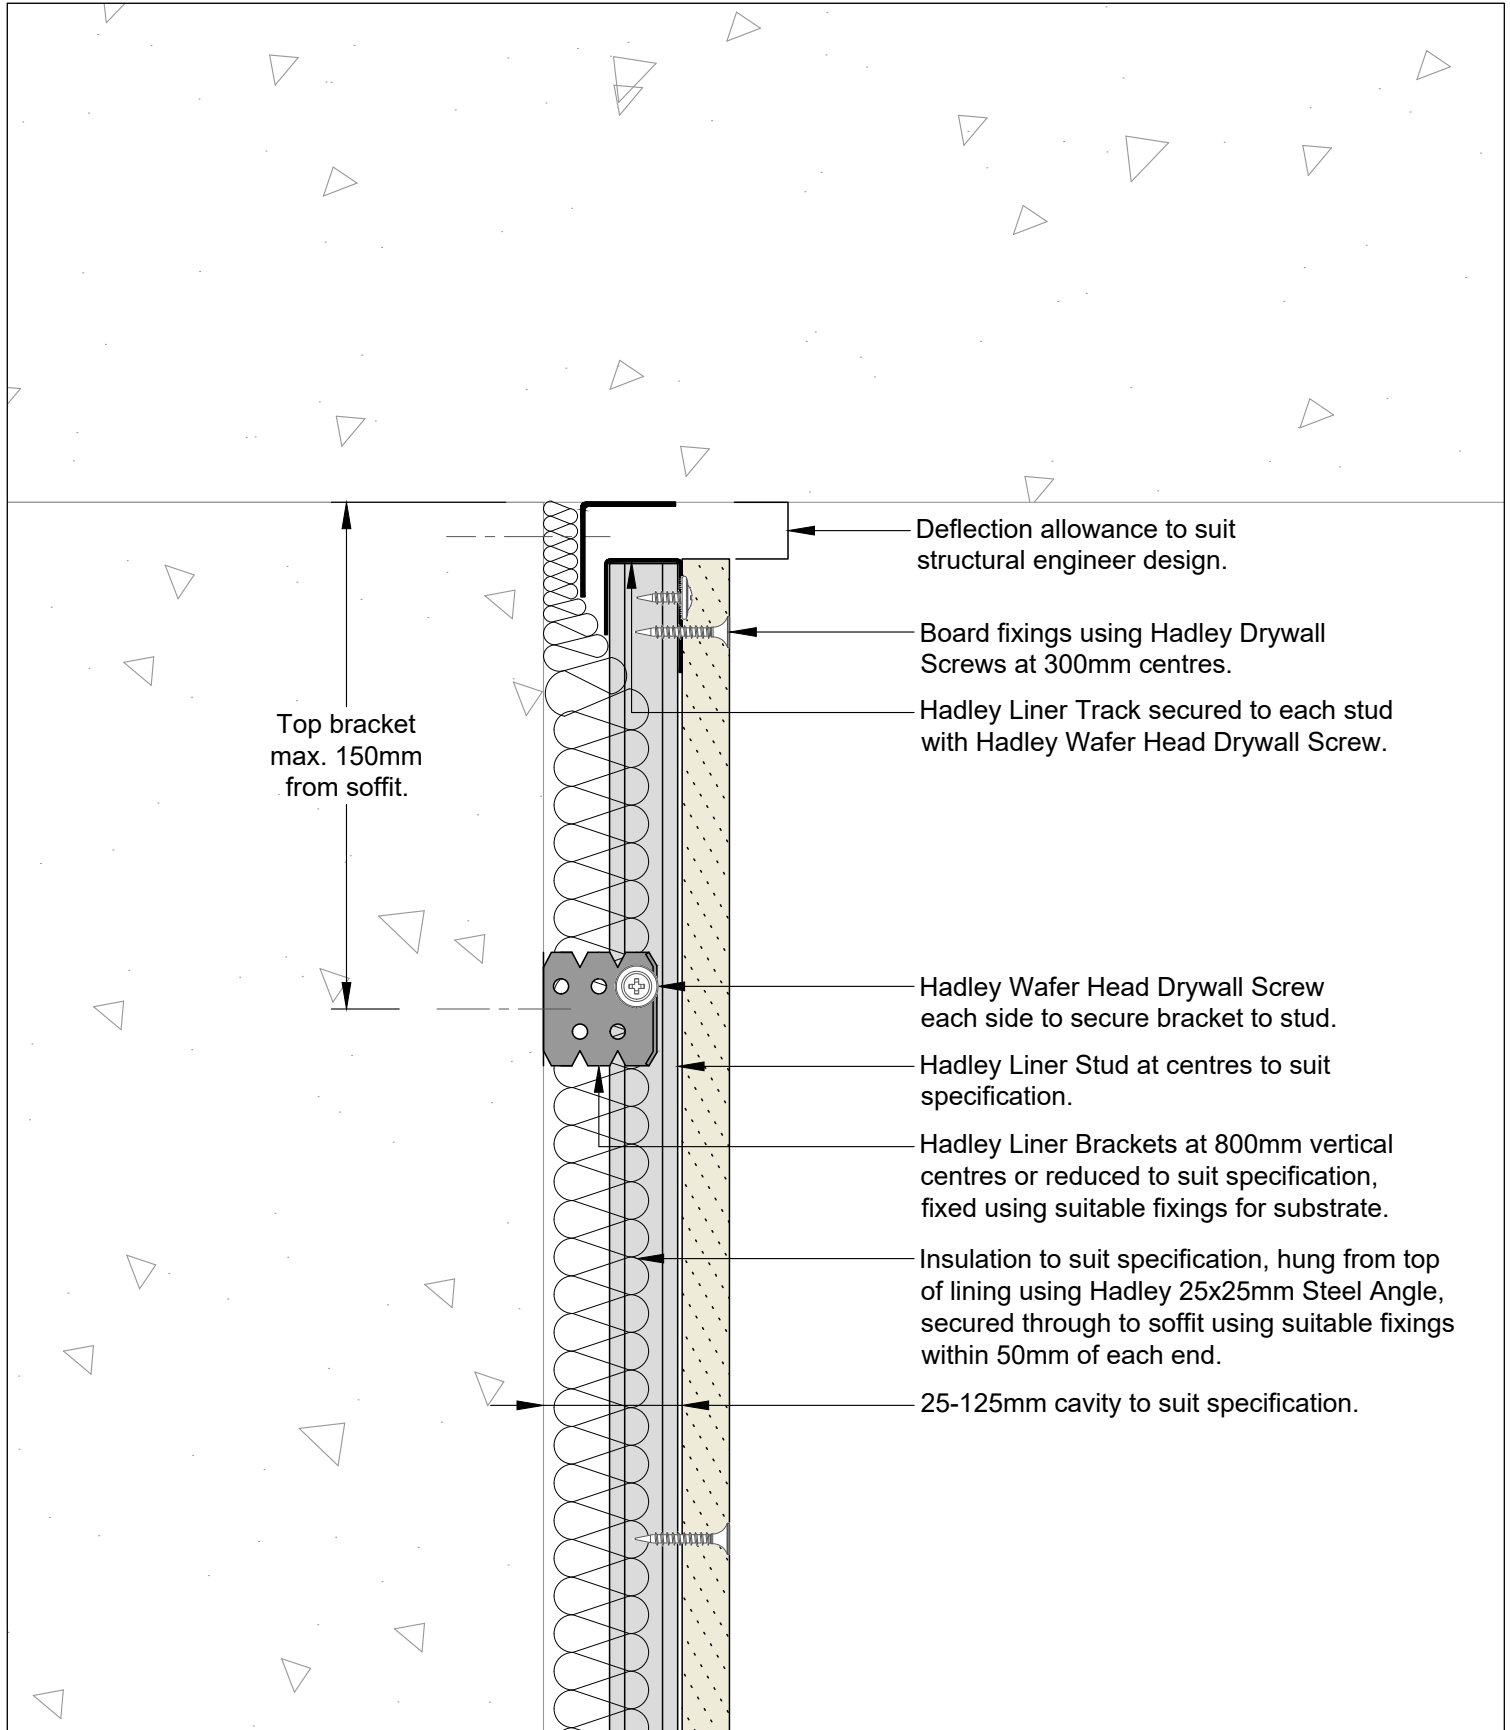 Deflection allowance to suit
structural engineer design.
Board fixings using Hadley Drywall
Screws at 300mm centres.
Hadley Liner Track secured to each stud
with Hadley Wafer Head Drywall Screw.
Top bracket
max. 150mm
from soffit.
Hadley Wafer Head Drywall Screw
each side to secure bracket to stud.
Hadley Liner Stud at centres to suit
specification.
Hadley Liner Brackets at 800mm vertical
centres or reduced to suit specification,
fixed using suitable fixings for substrate.
Insulation to suit specification, hung from top
of lining using Hadley 25x25mm Steel Angle,
secured through to soffit using suitable fixings
within 50mm of each end.
25-125mm cavity to suit specification.